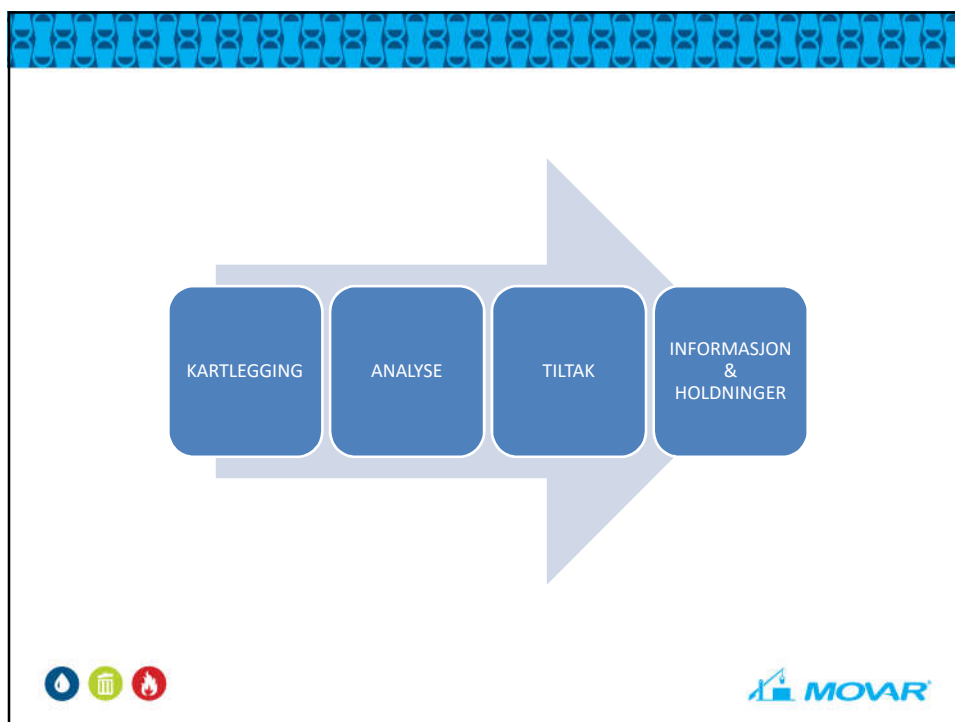 KARTLEGGING
ANALYSE
TILTAK
INFORMASJON
&
HOLDNINGER
MOVAR